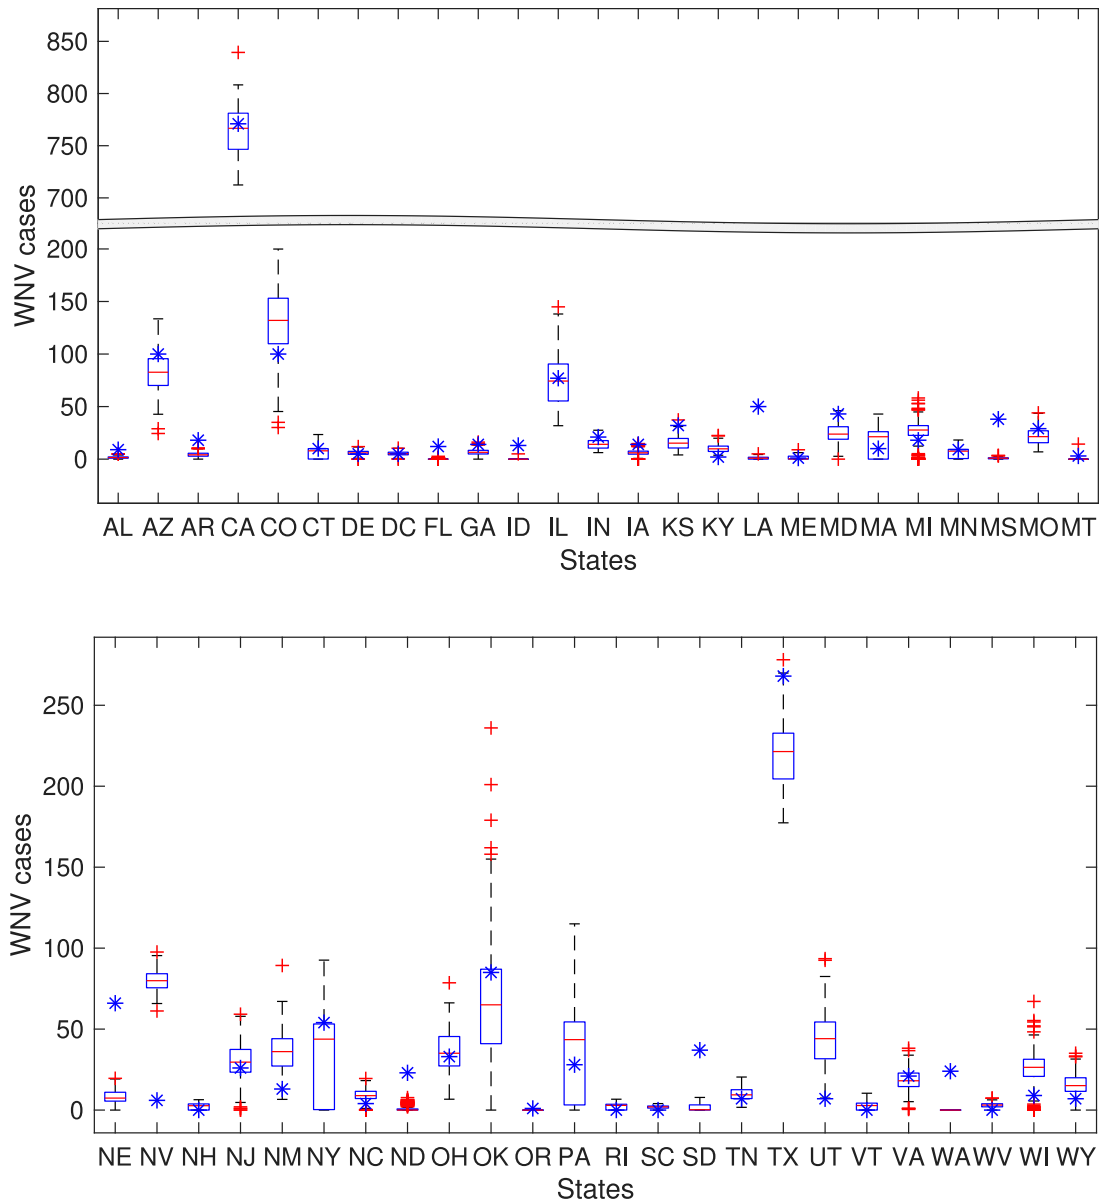 850
800
750
700
200
150
100
50
0
WNV cases
AL AZ AR CA CO CT DE DC FL GA ID IL IN IA KS KY LA ME MD MA MI MN MS MO MT
States
250
200
150
100
50
0
WNV cases
NE NV NH NJ NM NY NC ND OH OK OR PA RI SC SD TN TX UT VT VA WA WV WI WY
States